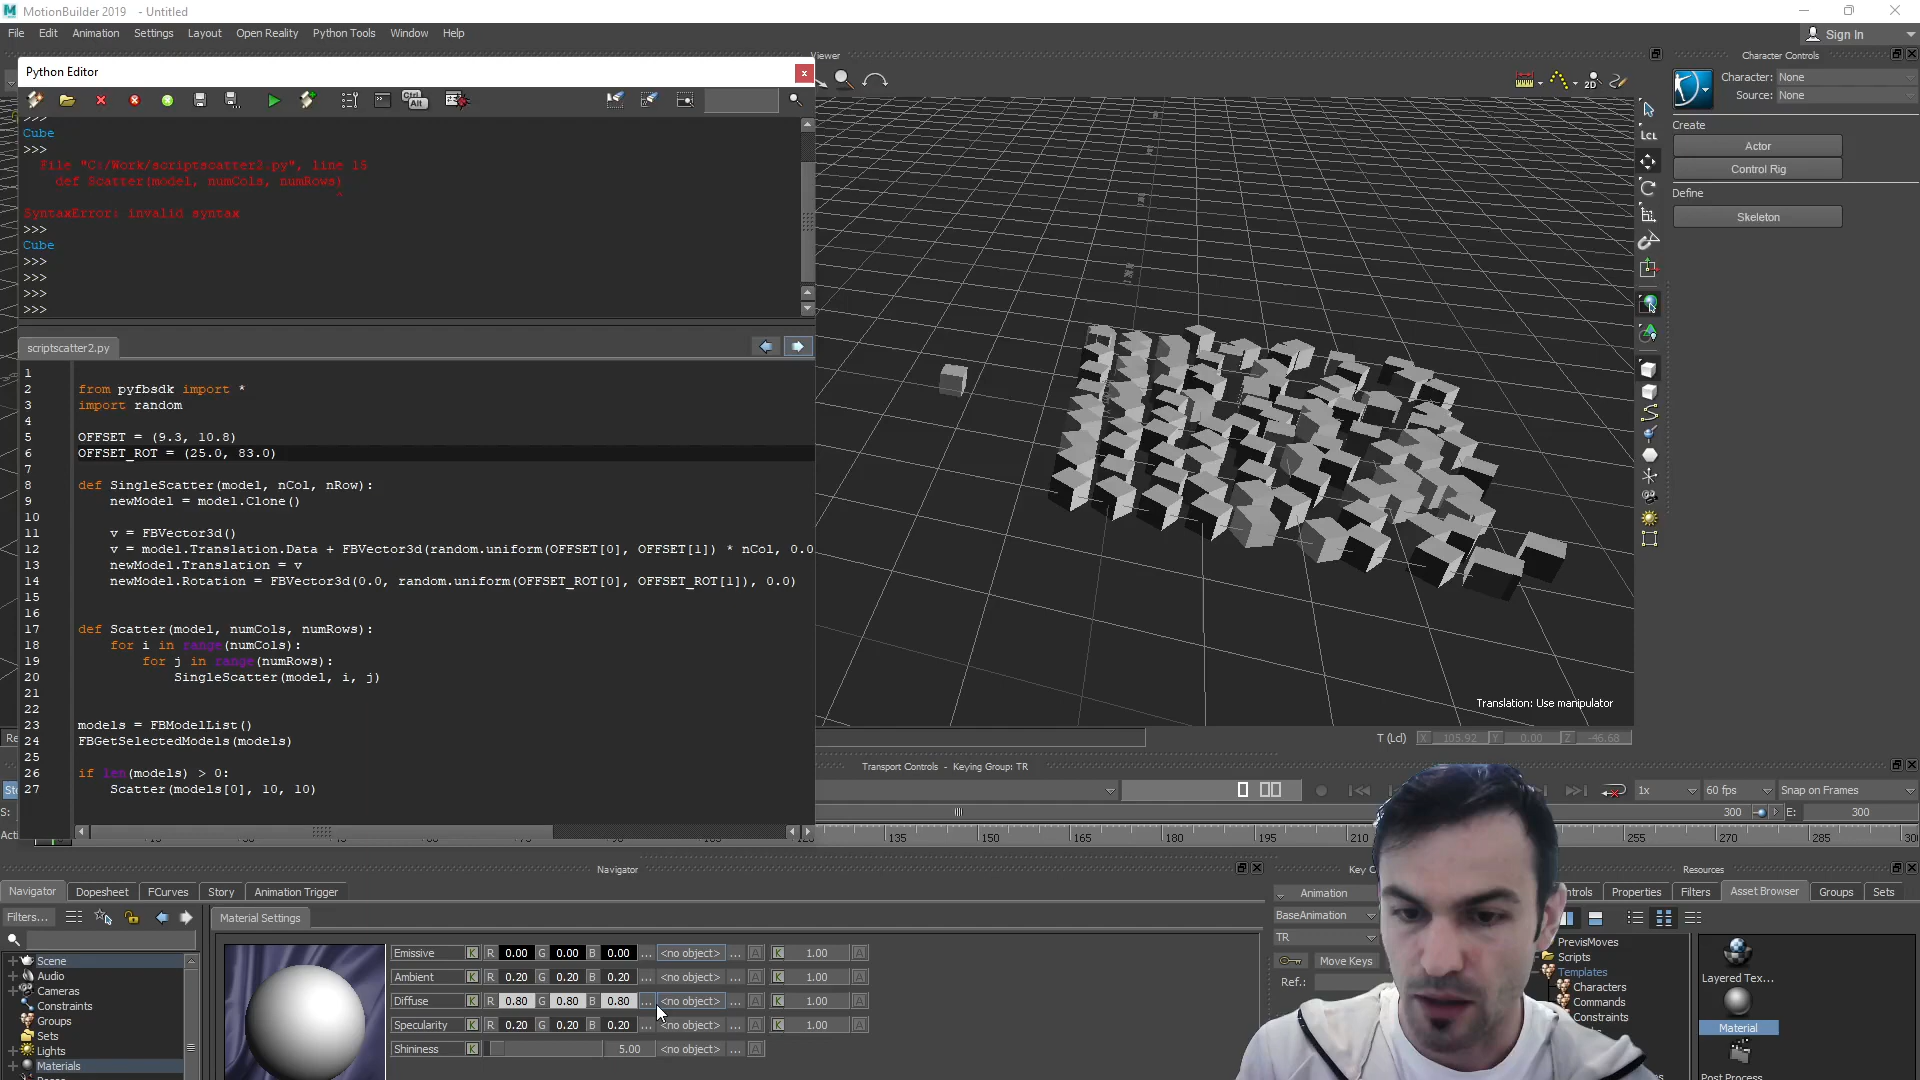 MotionBuilder 2019 - Untitled
File Edit Animation Settings Layout Open Reality Python Tools Window Help
Sign In
Python Editor
Viewer
Character Controls
Character: None
Source: None
Ctrl Alt
2D
LCL
Create
Actor
Control Rig
Define
Skeleton
>>>
Cube
>>>
File "C:/Work/scriptscatter2.py", line 15
def Scatter(model, numCols, numRows)
^
SyntaxError: invalid syntax
>>>
Cube
>>>
>>>
>>>
>>>
scriptscatter2.py
1
2 from pyfbsdk import *
3 import random
4
5 OFFSET = (9.3, 10.8)
6 OFFSET_ROT = (25.0, 83.0)
7
8 def SingleScatter(model, nCol, nRow):
9 newModel = model.Clone()
10
11 v = FBVector3d()
12 v = model.Translation.Data + FBVector3d(random.uniform(OFFSET[0], OFFSET[1]) * nCol, 0.0
13 newModel.Translation = v
14 newModel.Rotation = FBVector3d(0.0, random.uniform(OFFSET_ROT[0], OFFSET_ROT[1]), 0.0)
15
16
17 def Scatter(model, numCols, numRows):
18 for i in range(numCols):
19 for j in range(numRows):
20 SingleScatter(model, i, j)
21
22
23 models = FBModelList()
24 FBGetSelectedModels(models)
25
26 if len(models) > 0:
27 Scatter(models[0], 10, 10)
Translation: Use manipulator
T (Lcl) X 105.92 Y 0.00 Z -46.68
Transport Controls - Keying Group: TR
1x 60 fps Snap on Frames
S: 300 E: 300
135 150 165 180 195 210 255 270 285 300
Navigator
Resources
Navigator Dopesheet FCurves Story Animation Trigger
Animation
Properties Filters Asset Browser Groups Sets
Filters...
Material Settings
BaseAnimation
TR
Move Keys
Ref.:
Scene
Audio
Cameras
Constraints
Groups
Sets
Lights
Materials
Emissive K R 0.00 G 0.00 B 0.00 ... <no object> ... A K 1.00 A
Ambient K R 0.20 G 0.20 B 0.20 ... <no object> ... A K 1.00 A
Diffuse K R 0.80 G 0.80 B 0.80 ... <no object> ... A K 1.00 A
Specularity K R 0.20 G 0.20 B 0.20 ... <no object> ... A K 1.00 A
Shininess K 5.00 <no object> ... A
PrevisMoves
Scripts
Templates
Characters
Commands
Constraints
Layered Tex...
Material
Post Process